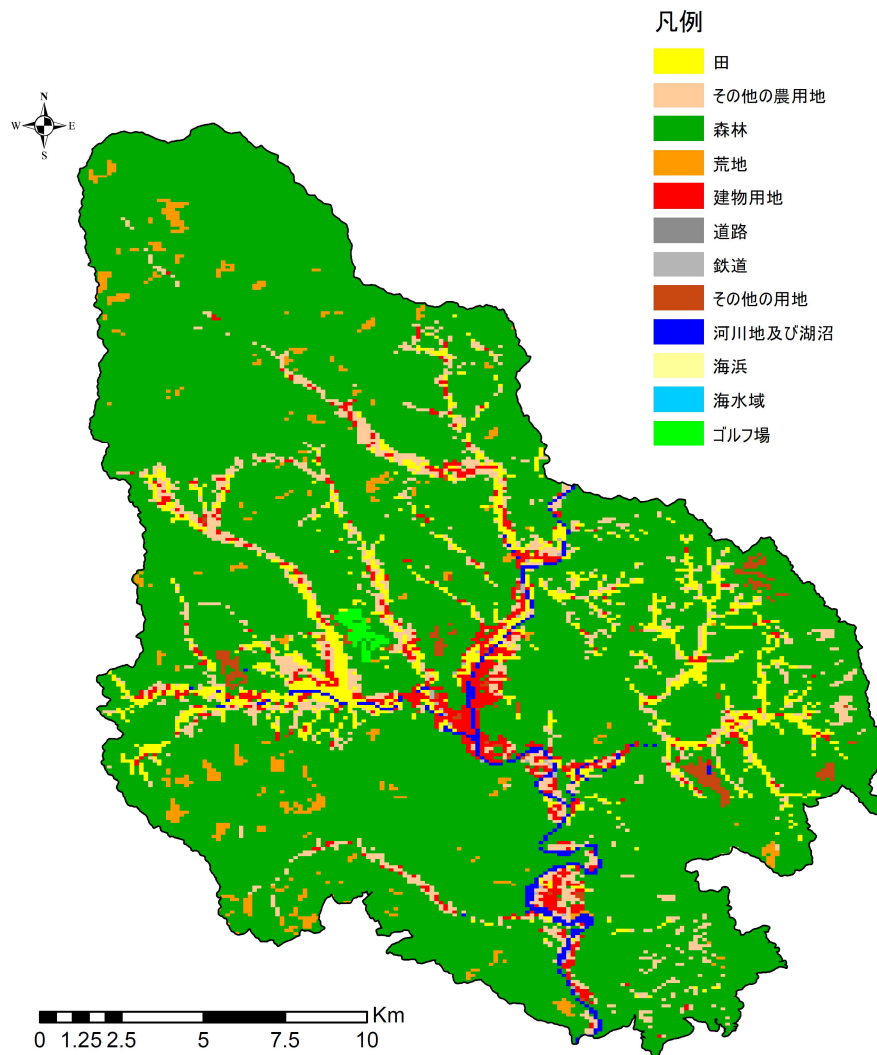 凡例
田
その他の農用地
森林
荒地
建物用地
道路
鉄道
その他の用地
河川地及び湖沼
海浜
海水域
ゴルフ場
N
W E
S
Km
0 1.25 2.5 5 7.5 10